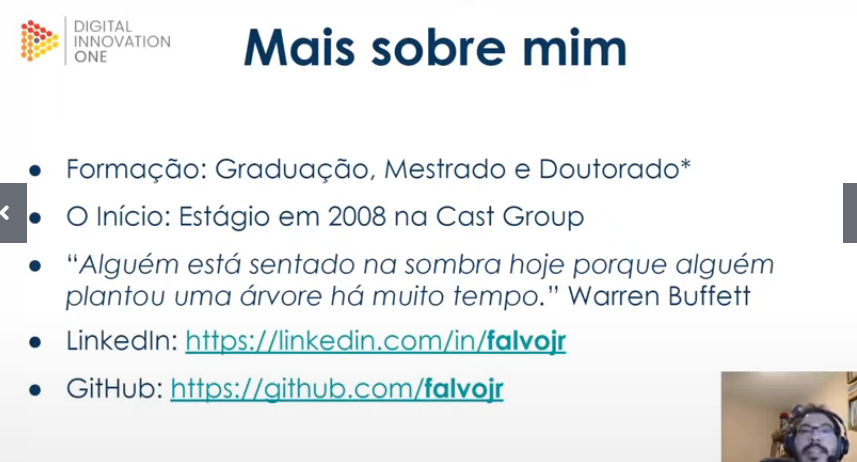 DIGITAL
INNOVATION
ONE
Mais sobre mim
● Formação: Graduação, Mestrado e Doutorado*
● O Início: Estágio em 2008 na Cast Group
● “Alguém está sentado na sombra hoje porque alguém
plantou uma árvore há muito tempo.” Warren Buffett
● LinkedIn: https://linkedin.com/in/falvojr
● GitHub: https://github.com/falvojr